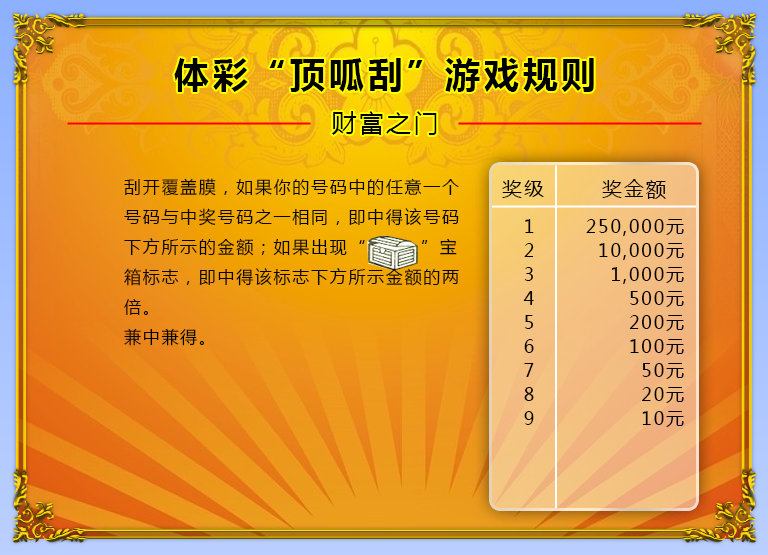 体彩“顶呱刮”游戏规则
财富之门
刮开覆盖膜，如果你的号码中的任意一个
号码与中奖号码之一相同，即中得该号码
下方所示的金额；如果出现“ ”宝
箱标志，即中得该标志下方所示金额的两
倍。
兼中兼得。
奖级 奖金额
1 250,000元
2 10,000元
3 1,000元
4 500元
5 200元
6 100元
7 50元
8 20元
9 10元